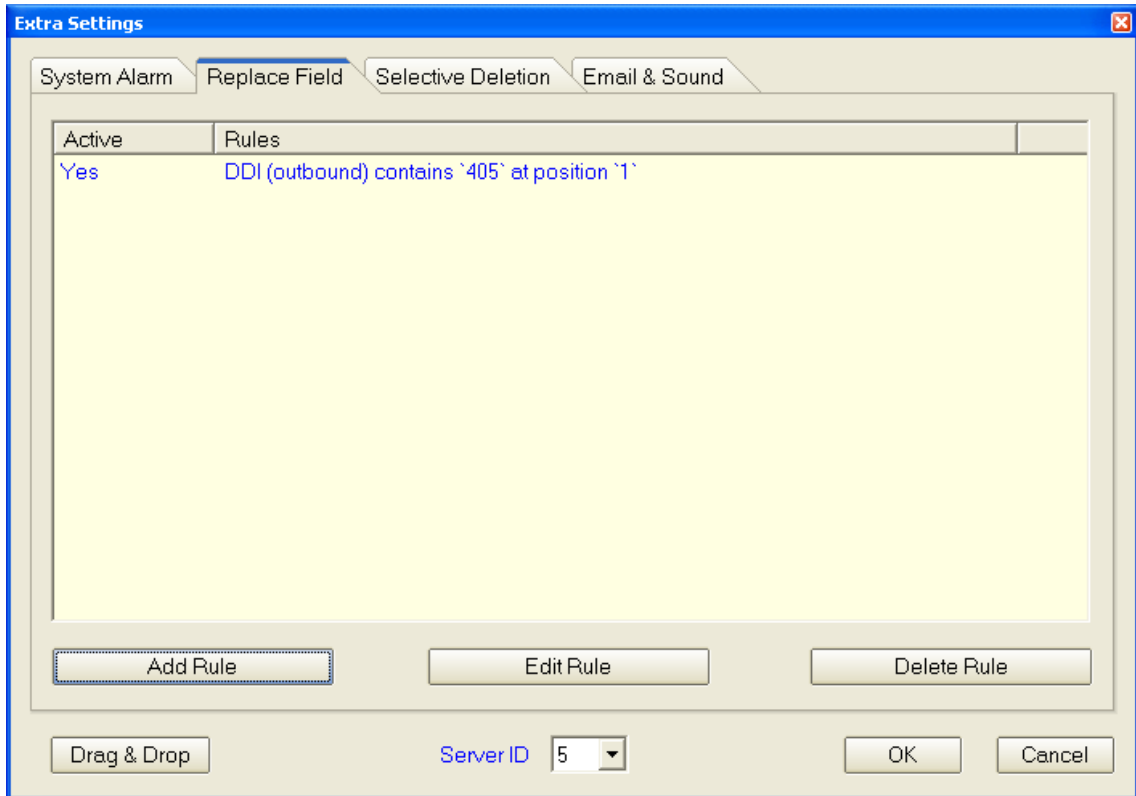 Extra Settings
System Alarm Replace Field Selective Deletion Email & Sound
Active Rules
Yes DDI (outbound) contains `405` at position `1`
Add Rule Edit Rule Delete Rule
Drag & Drop Server ID 5 OK Cancel